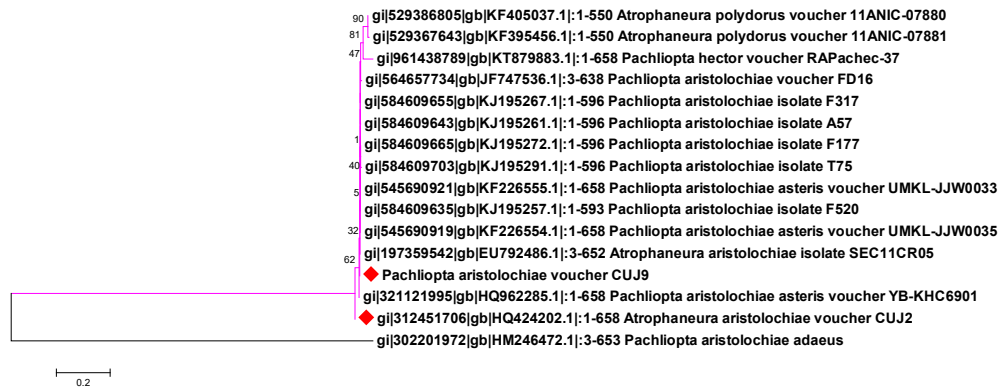 90 gi|529386805|gb|KF405037.1|:1-550 Atrophaneura polydorus voucher 11ANIC-07880
81 gi|529367643|gb|KF395456.1|:1-550 Atrophaneura polydorus voucher 11ANIC-07881
47 gi|961438789|gb|KT879883.1|:1-658 Pachliopta hector voucher RAPachec-37
gi|564657734|gb|JF747536.1|:3-638 Pachliopta aristolochiae voucher FD16
gi|584609655|gb|KJ195267.1|:1-596 Pachliopta aristolochiae isolate F317
gi|584609643|gb|KJ195261.1|:1-596 Pachliopta aristolochiae isolate A57
1 gi|584609665|gb|KJ195272.1|:1-596 Pachliopta aristolochiae isolate F177
40 gi|584609703|gb|KJ195291.1|:1-596 Pachliopta aristolochiae isolate T75
5 gi|545690921|gb|KF226555.1|:1-658 Pachliopta aristolochiae asteris voucher UMKL-JJW0033
gi|584609635|gb|KJ195257.1|:1-593 Pachliopta aristolochiae isolate F520
32 gi|545690919|gb|KF226554.1|:1-658 Pachliopta aristolochiae asteris voucher UMKL-JJW0035
gi|197359542|gb|EU792486.1|:3-652 Atrophaneura aristolochiae isolate SEC11CR05
62 Pachliopta aristolochiae voucher CUJ9
gi|321121995|gb|HQ962285.1|:1-658 Pachliopta aristolochiae asteris voucher YB-KHC6901
gi|312451706|gb|HQ424202.1|:1-658 Atrophaneura aristolochiae voucher CUJ2
gi|302201972|gb|HM246472.1|:3-653 Pachliopta aristolochiae adaeus
0.2